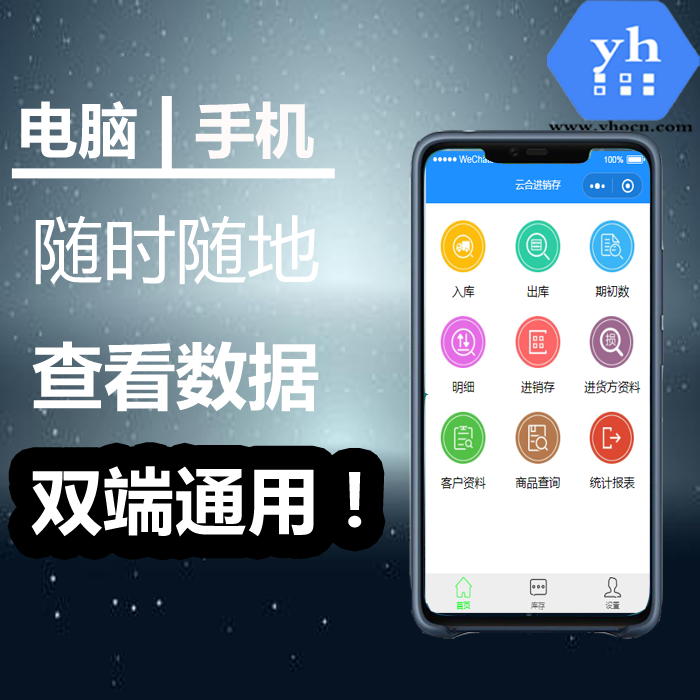 yh
www.yhocn.com
电脑 | 手机
随时随地
查看数据
双端通用！
WeChat
100%
云合进销存
入库 出库 期初数
明细 进销存 进货方资料
损
客户资料 商品查询 统计报表
首页 库存 设置